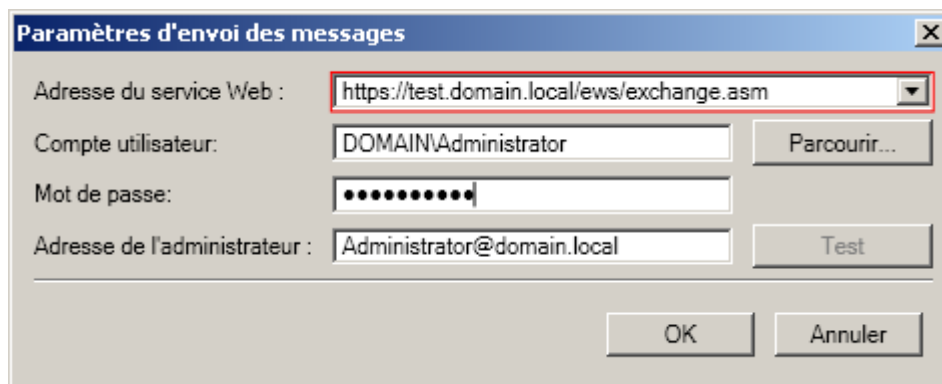 Paramètres d'envoi des messages
Adresse du service Web : https://test.domain.local/ews/exchange.asm
Compte utilisateur: DOMAIN\Administrator Parcourir...
Mot de passe: ●●●●●●●●●●
Adresse de l'administrateur : Administrator@domain.local Test
OK Annuler